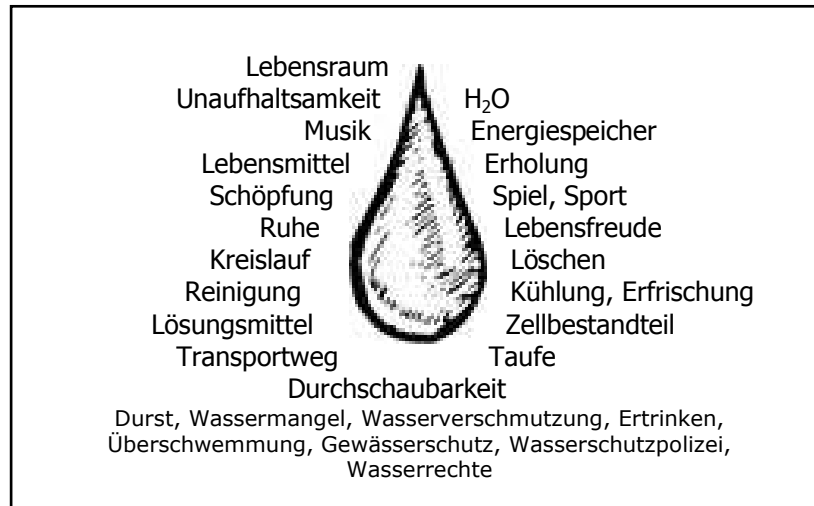 Lebensraum
Unaufhaltsamkeit H₂O
Musik Energiespeicher
Lebensmittel Erholung
Schöpfung Spiel, Sport
Ruhe Lebensfreude
Kreislauf Löschen
Reinigung Kühlung, Erfrischung
Lösungsmittel Zellbestandteil
Transportweg Taufe
Durchschaubarkeit
Durst, Wassermangel, Wasserverschmutzung, Ertrinken,
Überschwemmung, Gewässerschutz, Wasserschutzpolizei,
Wasserrechte